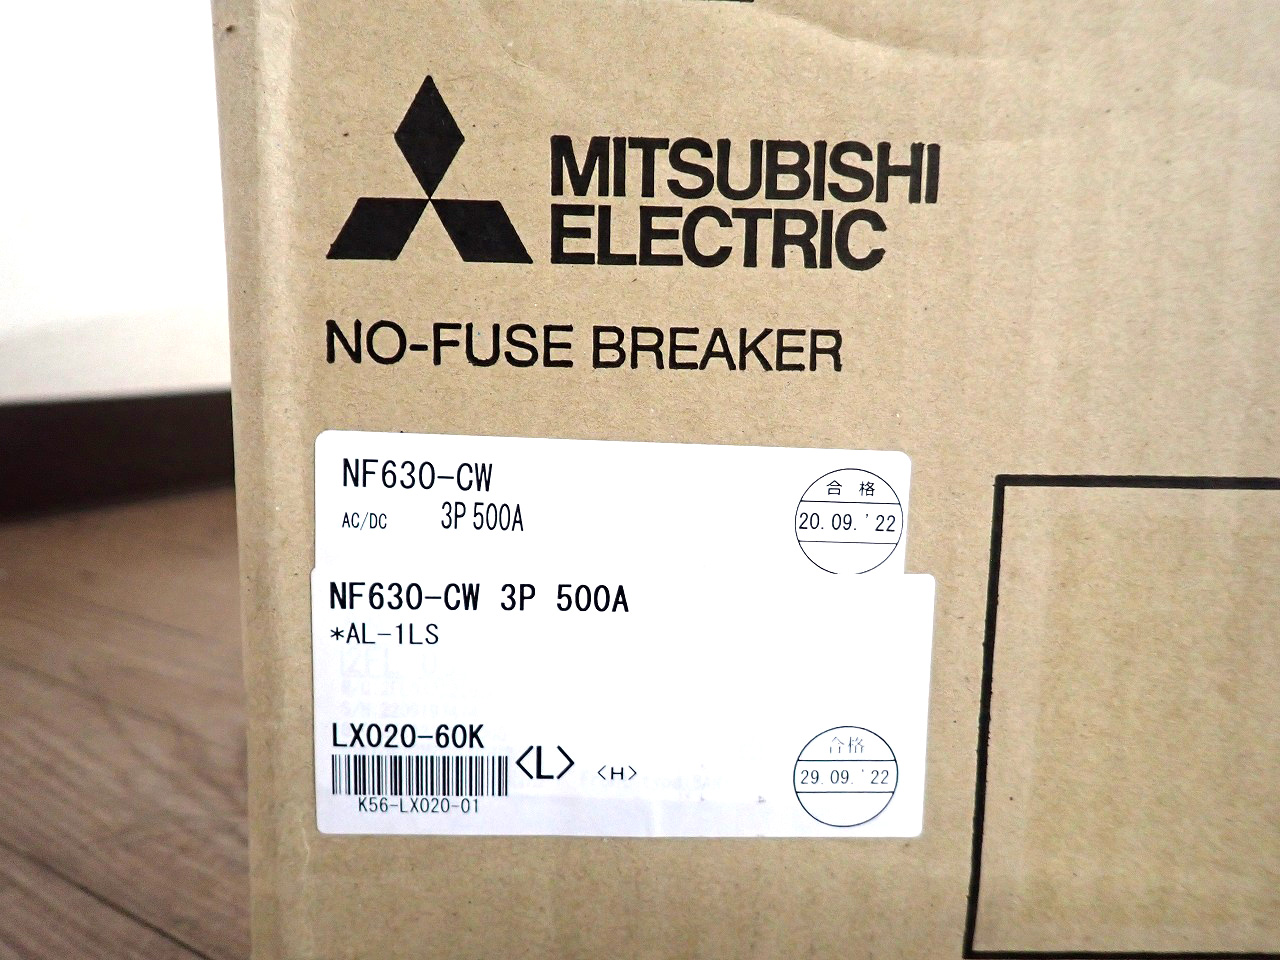 MITSUBISHI
ELECTRIC
NO-FUSE BREAKER
NF630-CW
AC/DC 3P 500A
合 格
20. 09. '22
NF630-CW 3P 500A
*AL-1LS
LX020-60K
<L> <H>
K56-LX020-01
合格
29. 09. '22